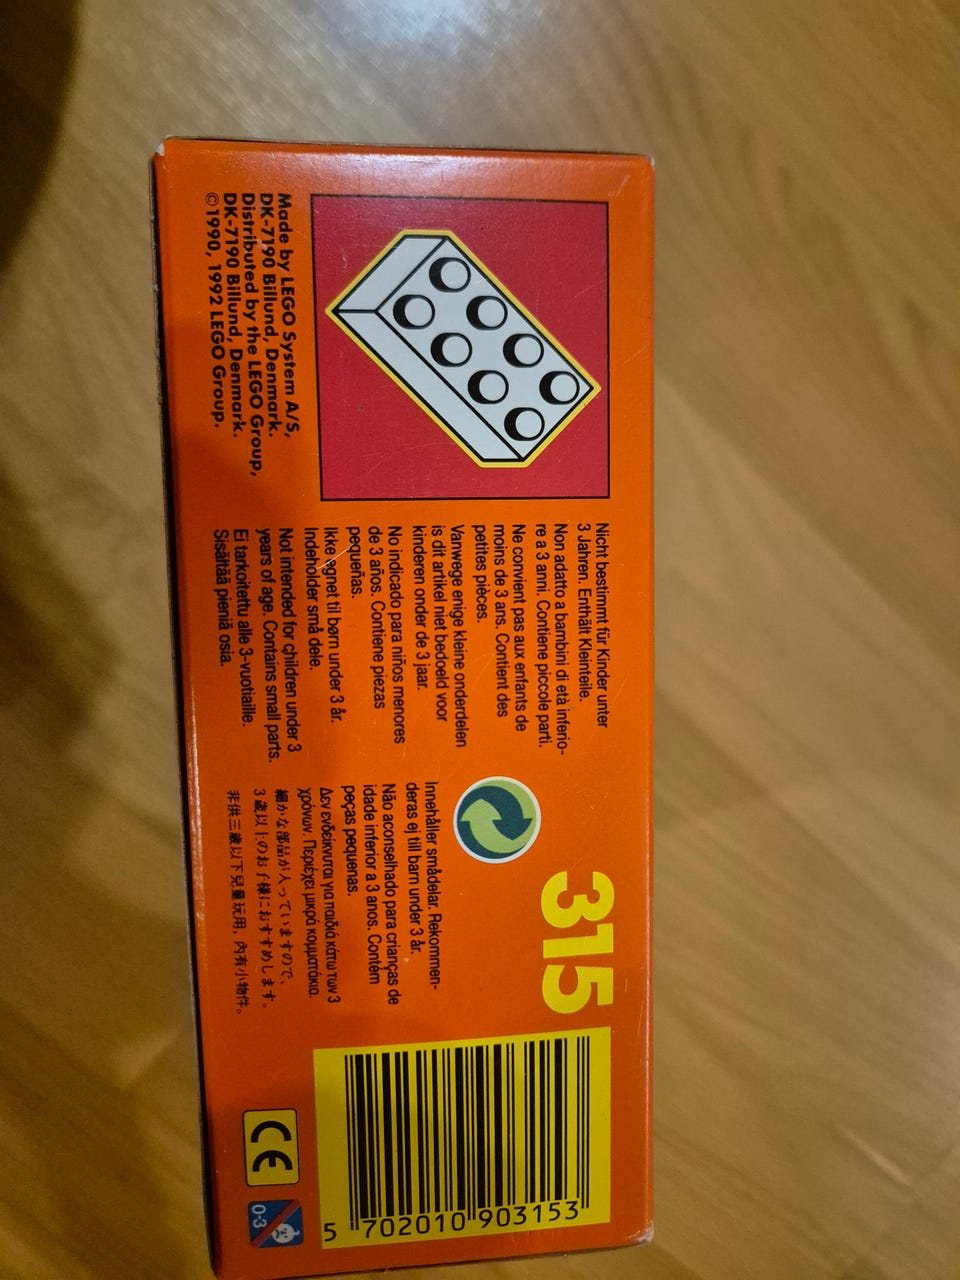 Made by LEGO System A/S,
DK-7190 Billund, Denmark.
Distributed by the LEGO Group,
DK-7190 Billund, Denmark.
©1990, 1992 LEGO Group.
Nicht bestimmt für Kinder unter
3 Jahren. Enthält Kleinteile.
Non adatto a bambini di età inferio-
re a 3 anni. Contiene piccole parti.
Ne convient pas aux enfants de
moins de 3 ans. Contient des
petites pièces.
Vanwege enige kleine onderdelen
is dit artikel niet bedoeld voor
kinderen onder de 3 jaar.
No indicado para niños menores
de 3 años. Contiene piezas
pequeñas.
Ikke egnet til børn under 3 år.
Indeholder små dele.
Not intended for children under 3
years of age. Contains small parts.
Ei tarkoitettu alle 3-vuotiaille.
Sisältää pieniä osia.
315
Innehåller smådelar. Rekommen-
deras ej till barn under 3 år.
Não aconselhado para crianças de
idade inferior a 3 anos. Contém
peças pequenas.
Δεν ενδείκνυται για παιδιά κάτω των 3
χρόνων. Περιέχει μικρά κομματάκια.
細かな部品が入っていますので、
3歳以上のお子様におすすめします。
非供三歲以下兒童玩用, 內有小物件。
5 702010 903153
CE
0-3